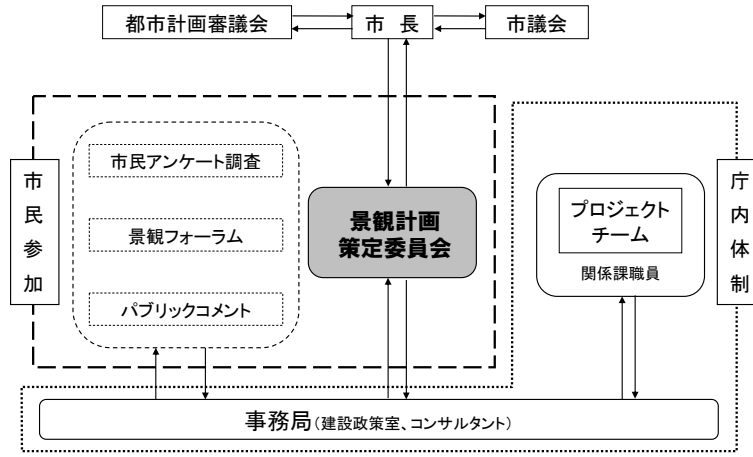 都市計画審議会
市 長
市議会
市民参加
市民アンケート調査
景観フォーラム
パブリックコメント
景観計画
策定委員会
プロジェクト
チーム
関係課職員
庁内体制
事務局(建設政策室、コンサルタント)